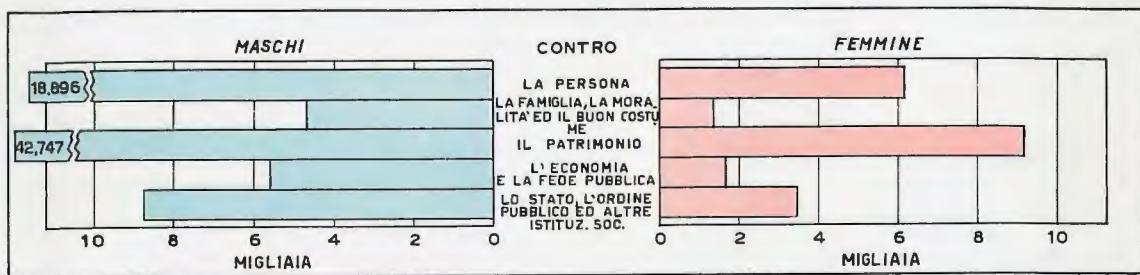 MASCHI
CONTRO
FEMMINE
18,896
LA PERSONA
LA FAMIGLIA, LA MORA_
LITA' ED IL BUON COSTU
ME
42,747
IL PATRIMONIO
L'ECONOMIA
E LA FEDE PUBBLICA
LO STATO, L'ORDINE
PUBBLICO ED ALTRE
ISTITUZ. SOC.
10 8 6 4 2 0
0 2 4 6 8 10
MIGLIAIA
MIGLIAIA